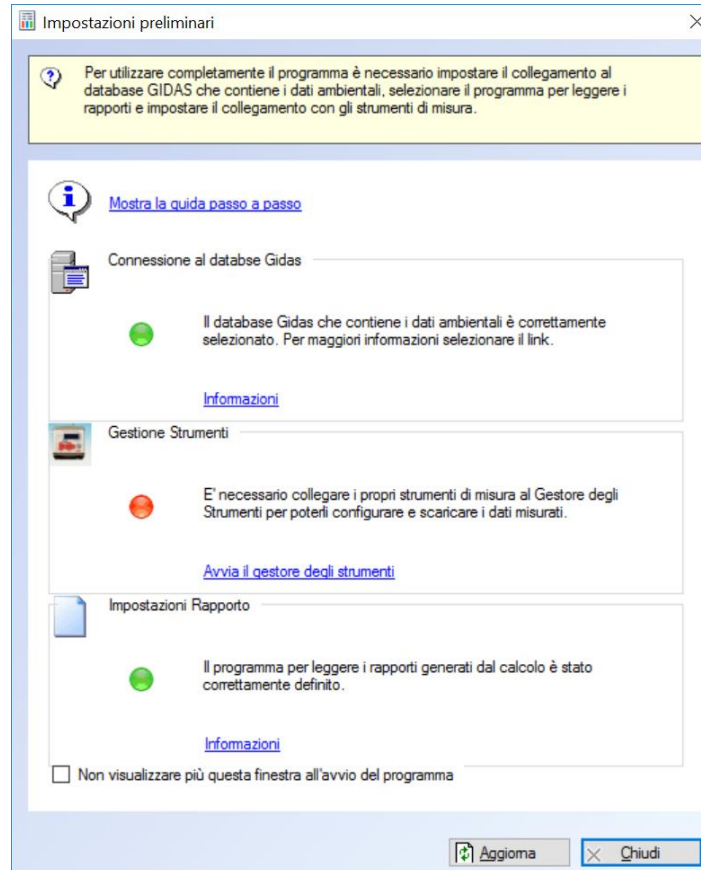 Impostazioni preliminari
Per utilizzare completamente il programma è necessario impostare il collegamento al
database GIDAS che contiene i dati ambientali, selezionare il programma per leggere i
rapporti e impostare il collegamento con gli strumenti di misura.
Mostra la guida passo a passo
Connessione al databse Gidas
Il database Gidas che contiene i dati ambientali è correttamente
selezionato. Per maggiori informazioni selezionare il link.
Informazioni
Gestione Strumenti
E' necessario collegare i propri strumenti di misura al Gestore degli
Strumenti per poterli configurare e scaricare i dati misurati.
Avvia il gestore degli strumenti
Impostazioni Rapporto
Il programma per leggere i rapporti generati dal calcolo è stato
correttamente definito.
Informazioni
Non visualizzare più questa finestra all'avvio del programma
Aggiorna
Chiudi